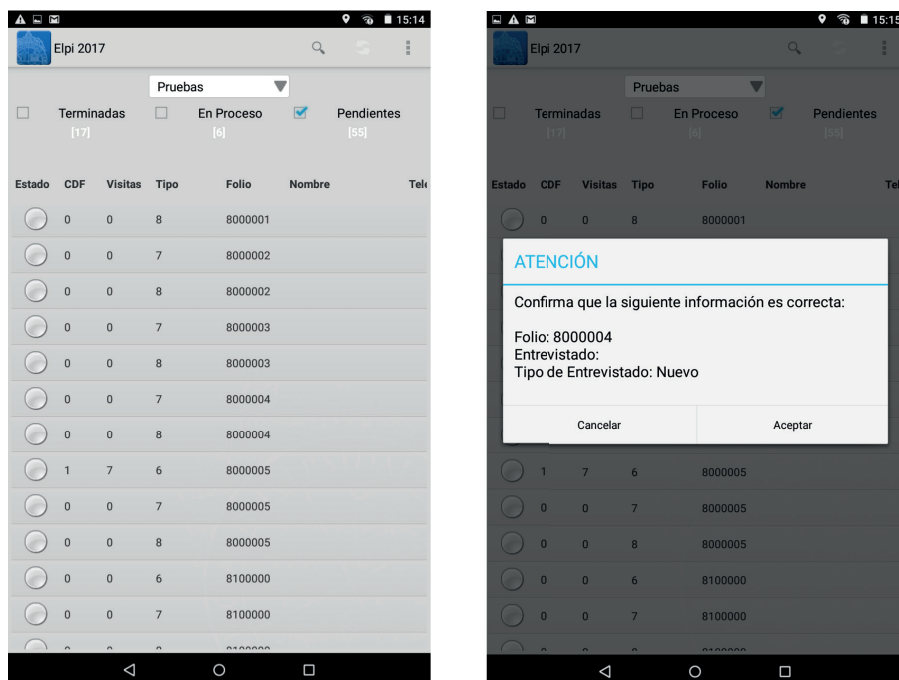 15:14
Elpi 2017
Pruebas
Terminadas En Proceso Pendientes
[17] [6] [55]
Estado CDF Visitas Tipo Folio Nombre
0 0 8 8000001
0 0 7 8000002
0 0 8 8000002
0 0 7 8000003
0 0 8 8000003
0 0 7 8000004
0 0 8 8000004
1 7 6 8000005
0 0 7 8000005
0 0 8 8000005
0 0 6 8100000
0 0 7 8100000
15:15
Elpi 2017
Pruebas
Terminadas En Proceso Pendientes
[17] [6] [55]
Estado CDF Visitas Tipo Folio Nombre
0 0 8 8000001
ATENCIÓN
Confirma que la siguiente información es correcta:
Folio: 8000004
Entrevistado:
Tipo de Entrevistado: Nuevo
Cancelar Aceptar
1 7 6 8000005
0 0 7 8000005
0 0 8 8000005
0 0 6 8100000
0 0 7 8100000